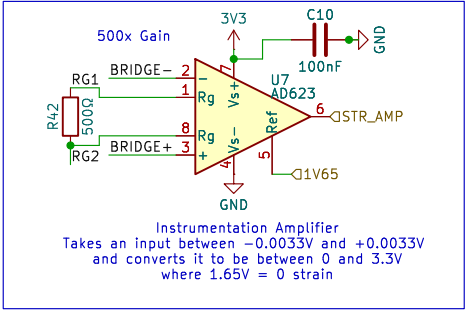 500x Gain
3V3
C10
100nF
GND
BRIDGE-
2
-
RG1
1
Rg
7
Vs+
U7
AD623
R42
500Ω
8
Rg
RG2
BRIDGE+
3
+
Vs-
4
Ref
5
6
STR_AMP
1V65
GND
Instrumentation Amplifier
Takes an input between -0.0033V and +0.0033V
and converts it to be between 0 and 3.3V
where 1.65V = 0 strain